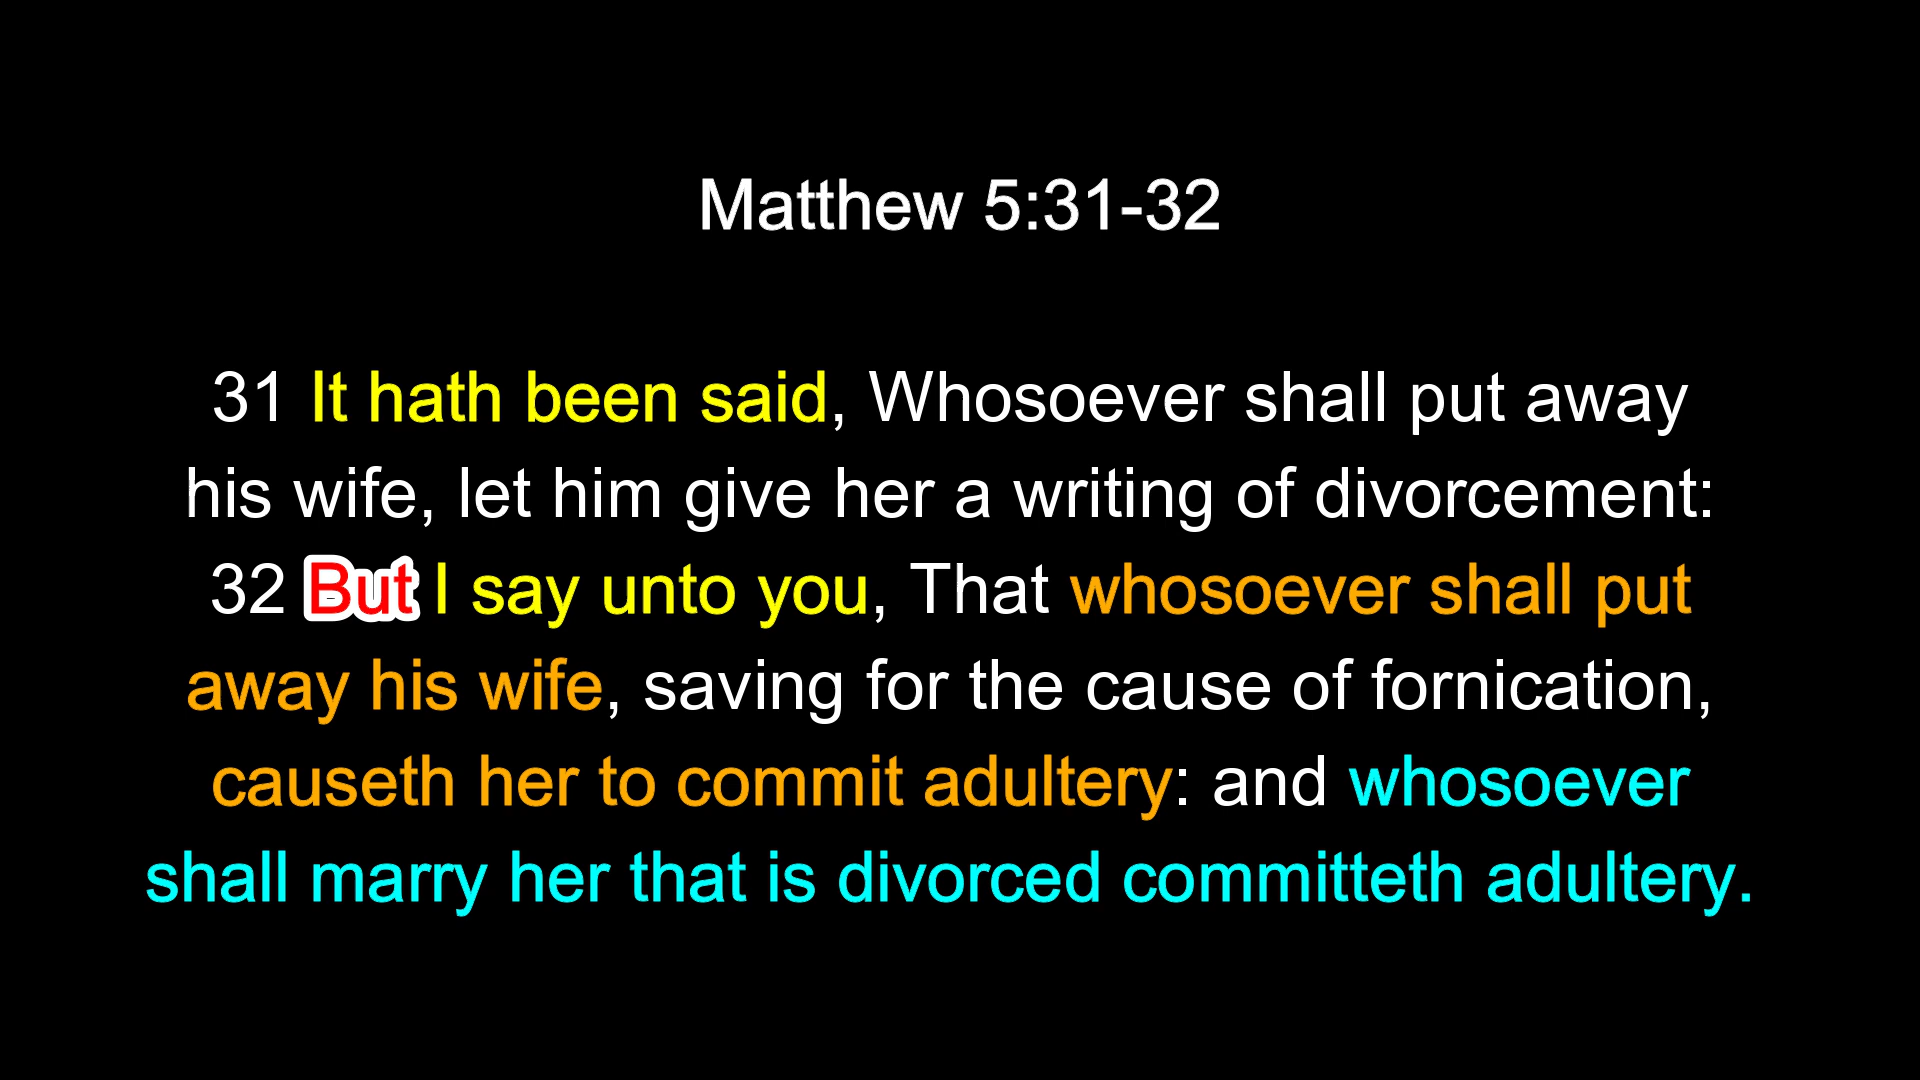 Matthew 5:31-32
31 It hath been said, Whosoever shall put away
his wife, let him give her a writing of divorcement:
32 But I say unto you, That whosoever shall put
away his wife, saving for the cause of fornication,
causeth her to commit adultery: and whosoever
shall marry her that is divorced committeth adultery.